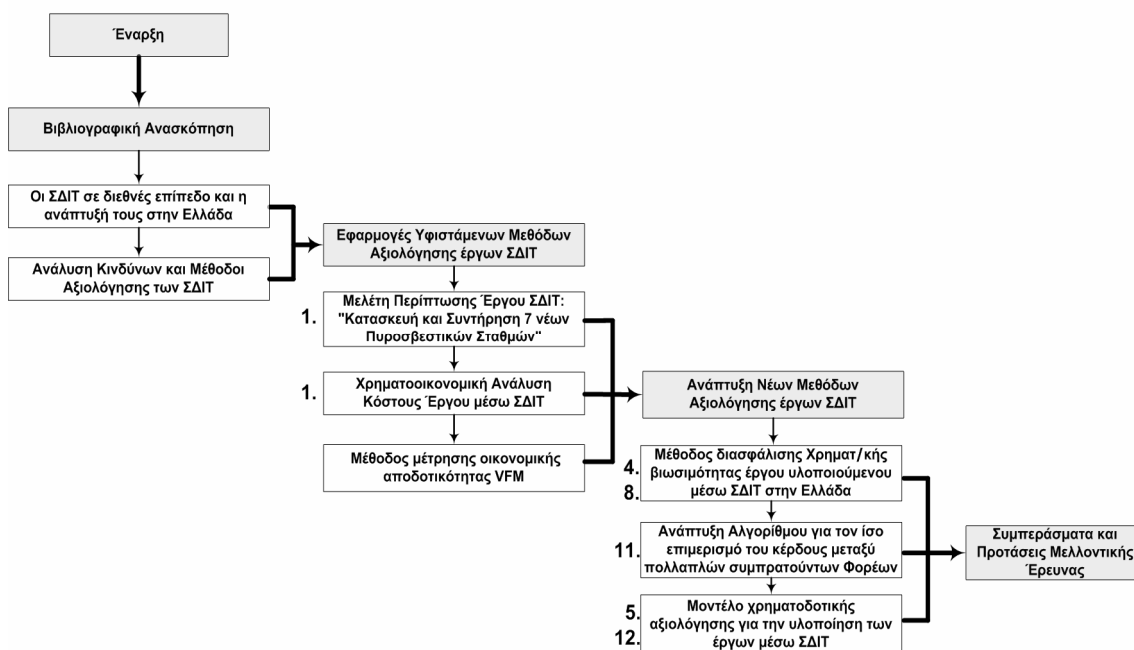 Έναρξη
Βιβλιογραφική Ανασκόπηση
Οι ΣΔΙΤ σε διεθνές επίπεδο και η
ανάπτυξή τους στην Ελλάδα
Ανάλυση Κινδύνων και Μέθοδοι
Αξιολόγησης των ΣΔΙΤ
Εφαρμογές Υφιστάμενων Μεθόδων
Αξιολόγησης έργων ΣΔΙΤ
1.
Μελέτη Περίπτωσης Έργου ΣΔΙΤ:
"Κατασκευή και Συντήρηση 7 νέων
Πυροσβεστικών Σταθμών"
1.
Χρηματοοικονομική Ανάλυση
Κόστους Έργου μέσω ΣΔΙΤ
Μέθοδος μέτρησης οικονομικής
αποδοτικότητας VFM
Ανάπτυξη Νέων Μεθόδων
Αξιολόγησης έργων ΣΔΙΤ
4.
8.
Μέθοδος διασφάλισης Χρηματ/κής
βιωσιμότητας έργου υλοποιούμενου
μέσω ΣΔΙΤ στην Ελλάδα
11.
Ανάπτυξη Αλγορίθμου για τον ίσο
επιμερισμό του κέρδους μεταξύ
πολλαπλών συμπρατούντων Φορέων
5.
12.
Μοντέλο χρηματοδοτικής
αξιολόγησης για την υλοποίηση των
έργων μέσω ΣΔΙΤ
Συμπεράσματα και
Προτάσεις Μελλοντικής
Έρευνας